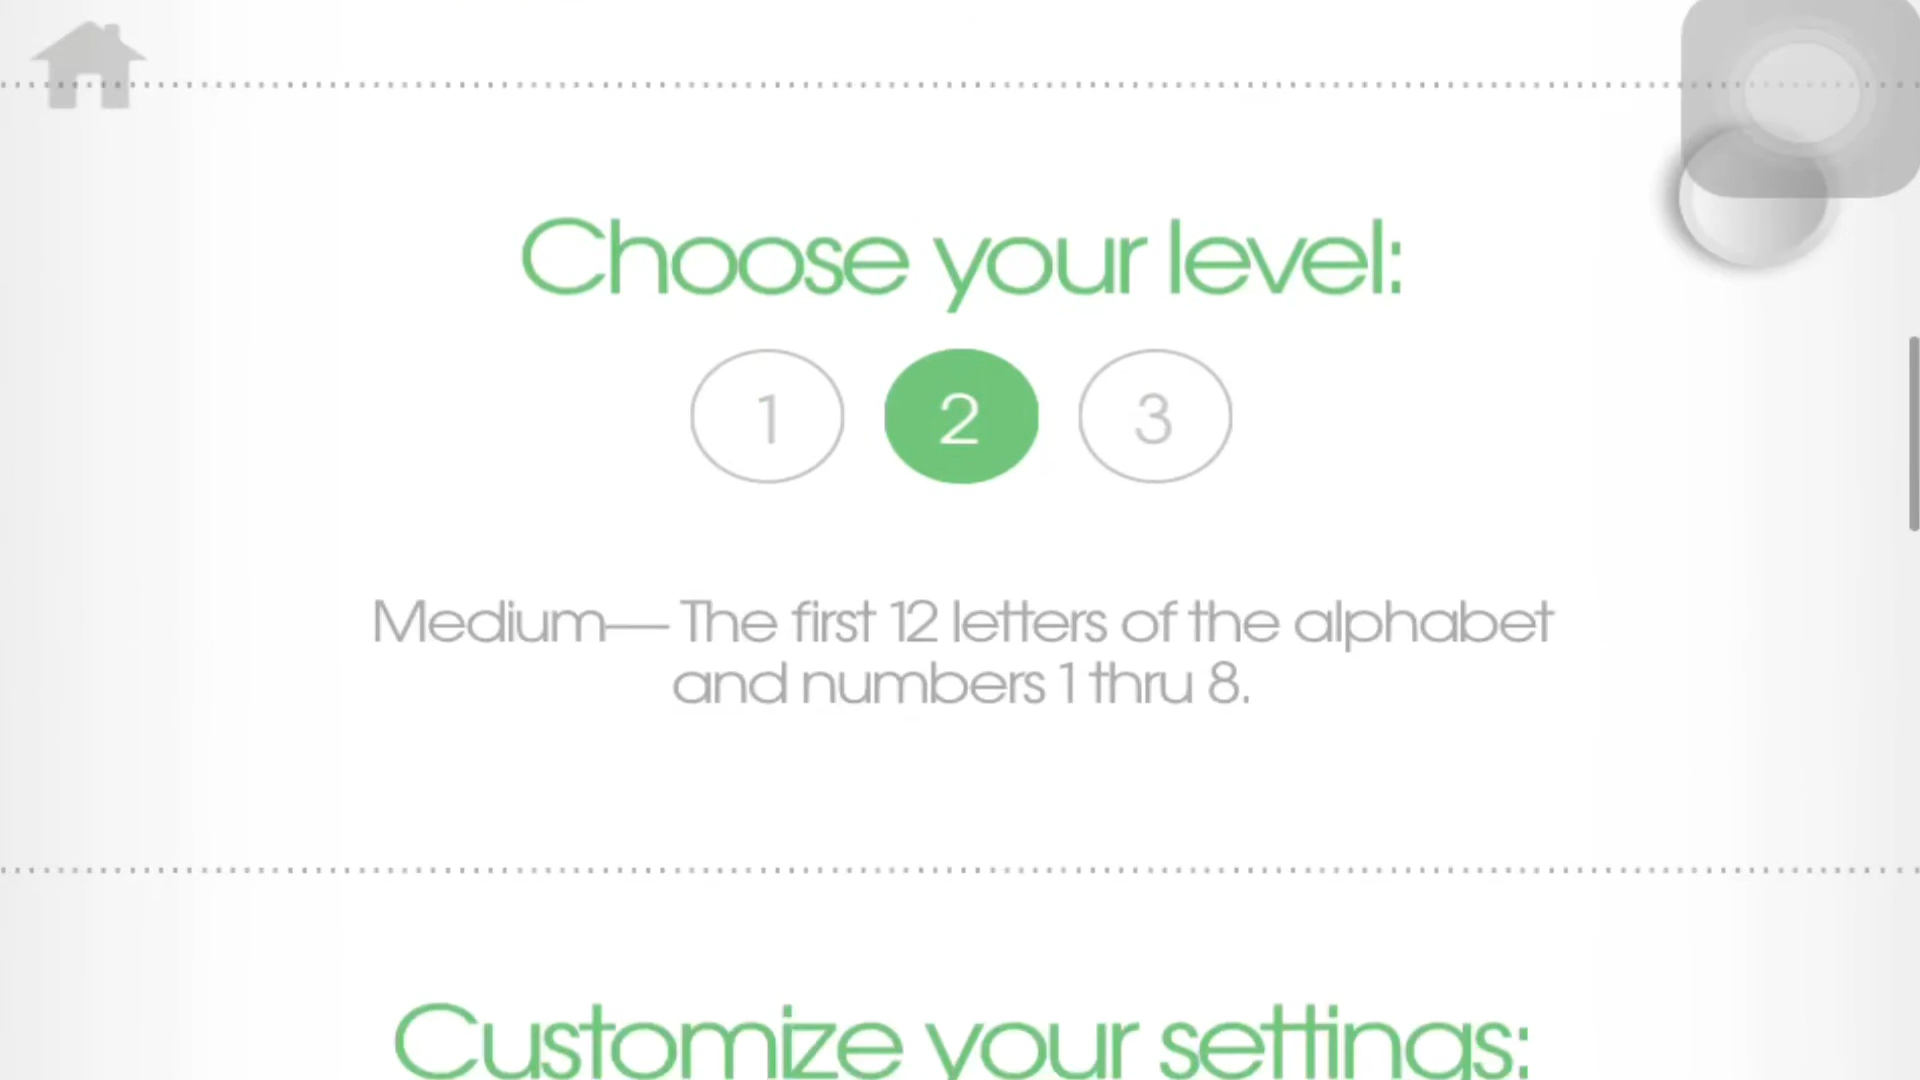 Choose your level:
1 2 3
Medium— The first 12 letters of the alphabet
and numbers 1 thru 8.
Customize your settings: